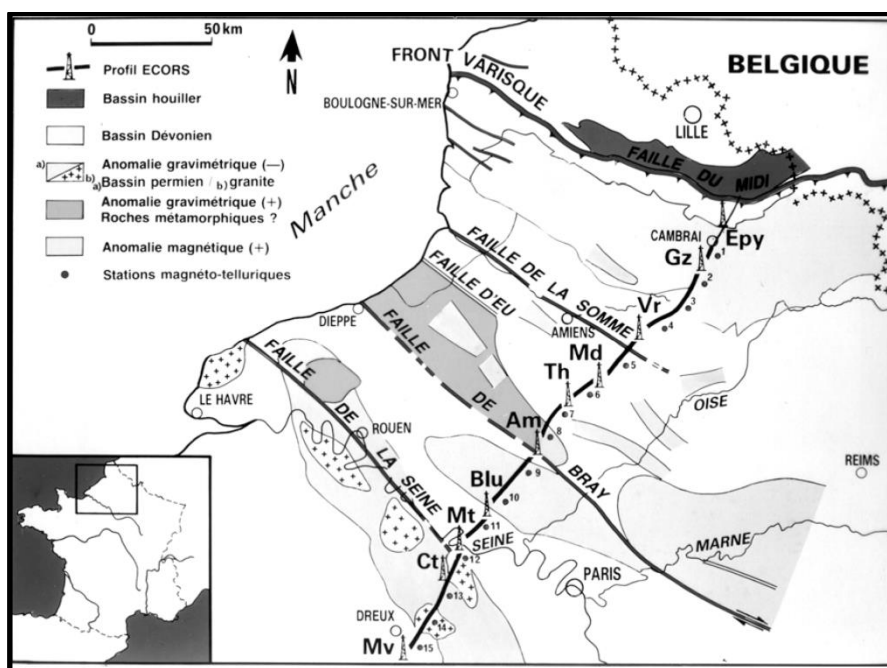 0 50 km
N
Profil ECORS
Bassin houiller
Bassin Dévonien
a) b) Anomalie gravimétrique (—)
a) Bassin permien / b) granite
Anomalie gravimétrique (+)
Roches métamorphiques ?
Anomalie magnétique (+)
Stations magnéto-telluriques
FRONT VARISQUE
BELGIQUE
BOULOGNE-SUR-MER
LILLE
FAILLE DU MIDI
Manche
CAMBRAI
Epy
1
Gz
2
3
FAILLE DE LA SOMME
FAILLE D'EU
Vr
4
DIEPPE
AMIENS
5
Md
6
Th
7
OISE
FAILLE DE BRAY
FAILLE DE LA SEINE
LE HAVRE
ROUEN
Am
8
9
REIMS
Blu
10
11
Mt
SEINE
12
MARNE
Ct
13
PARIS
DREUX
14
Mv
15